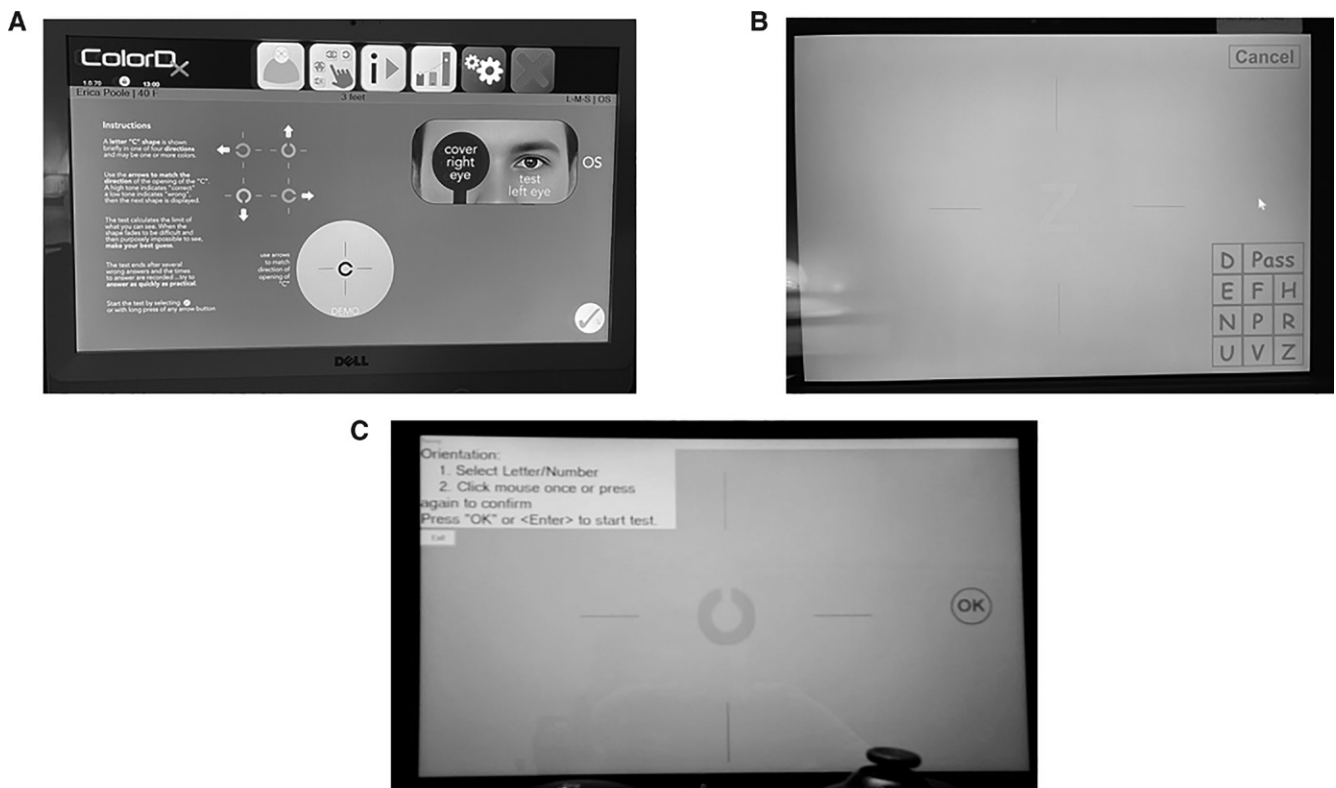 A
ColorDx
1.0.70 13:00
Erica Poole | 40 F
3 feet
L-M-S | OS
Instructions
A letter "C" shape is shown
briefly in one of four directions
and may be one or more colors.
Use the arrows to match the
direction of the opening of the "C".
A high tone indicates "correct"
a low tone indicates "wrong",
then the next shape is displayed.
The test calculates the limit of
what you can see. When the
shape fades to be difficult and
then purposely impossible to see,
make your best guess.
The test ends after several
wrong answers and the times
to answer are recorded ...try to
answer as quickly as practical.
Start the test by selecting
or with long press of any arrow button
use arrows
to match
direction of
opening of
"C"
C
DEMO
cover
right
eye
test
left eye
OS
DELL
B
Cancel
Z
D Pass
E F H
N P R
U V Z
C
Orientation:
1. Select Letter/Number
2. Click mouse once or press
again to confirm
Press "OK" or <Enter> to start test.
Exit
OK